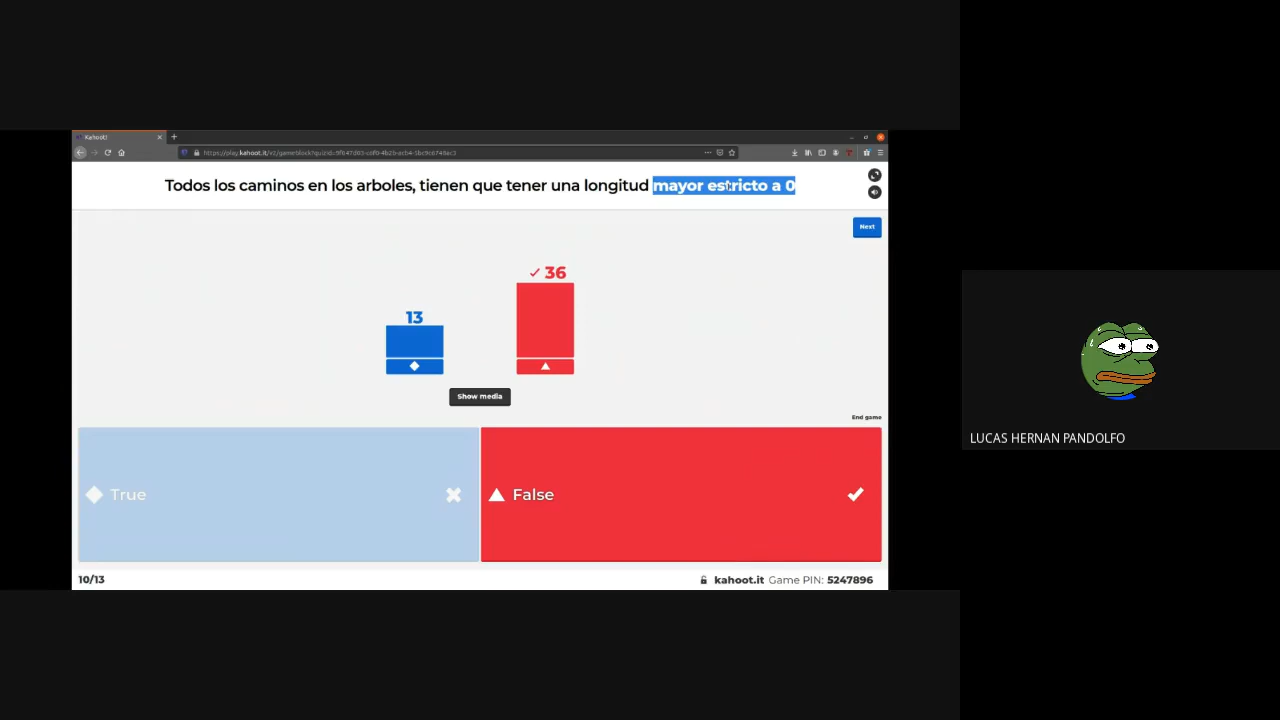 Kahoot!
Todos los caminos en los arboles, tienen que tener una longitud mayor estricto a 0
Next
13
36
Show media
End game
True
False
10/13
kahoot.it Game PIN: 5247896
LUCAS HERNAN PANDOLFO